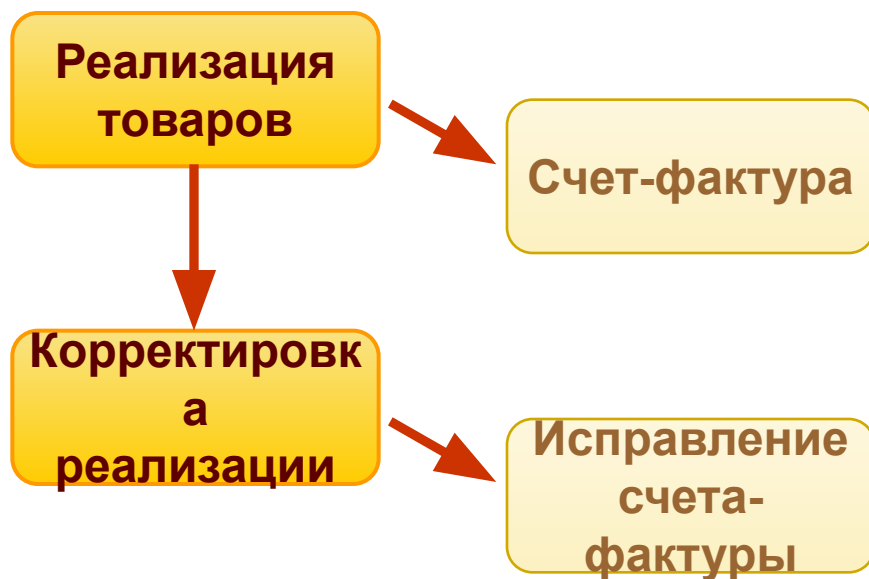 Реализация
товаров
Счет-фактура
Корректировк
а
реализации
Исправление
счета-
фактуры